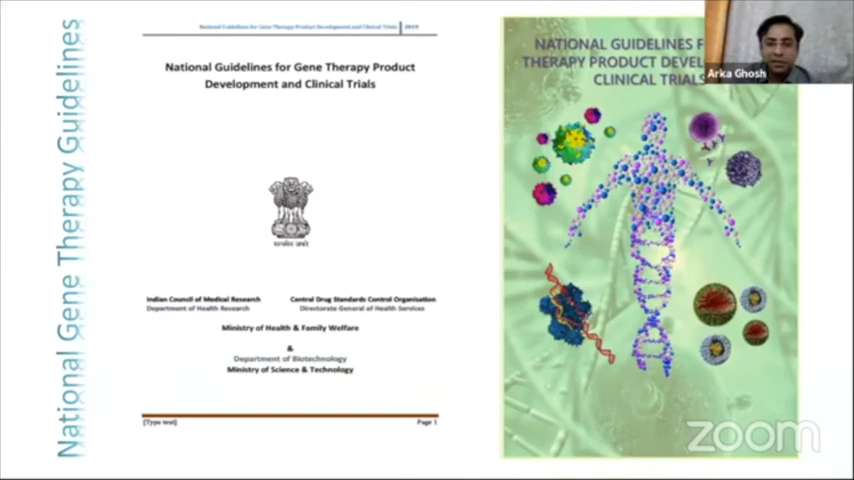 National Gene Therapy Guidelines
National Guidelines for Gene Therapy Product Development and Clinical Trials | 2019
National Guidelines for Gene Therapy Product
Development and Clinical Trials
सत्यमेव जयते
Indian Council of Medical Research
Department of Health Research
Central Drug Standards Control Organisation
Directorate General of Health Services
Ministry of Health & Family Welfare
&
Department of Biotechnology
Ministry of Science & Technology
[Type text]
Page 1
NATIONAL GUIDELINES F
THERAPY PRODUCT DEVEL
CLINICAL TRIALS
Arka Ghosh
zoom